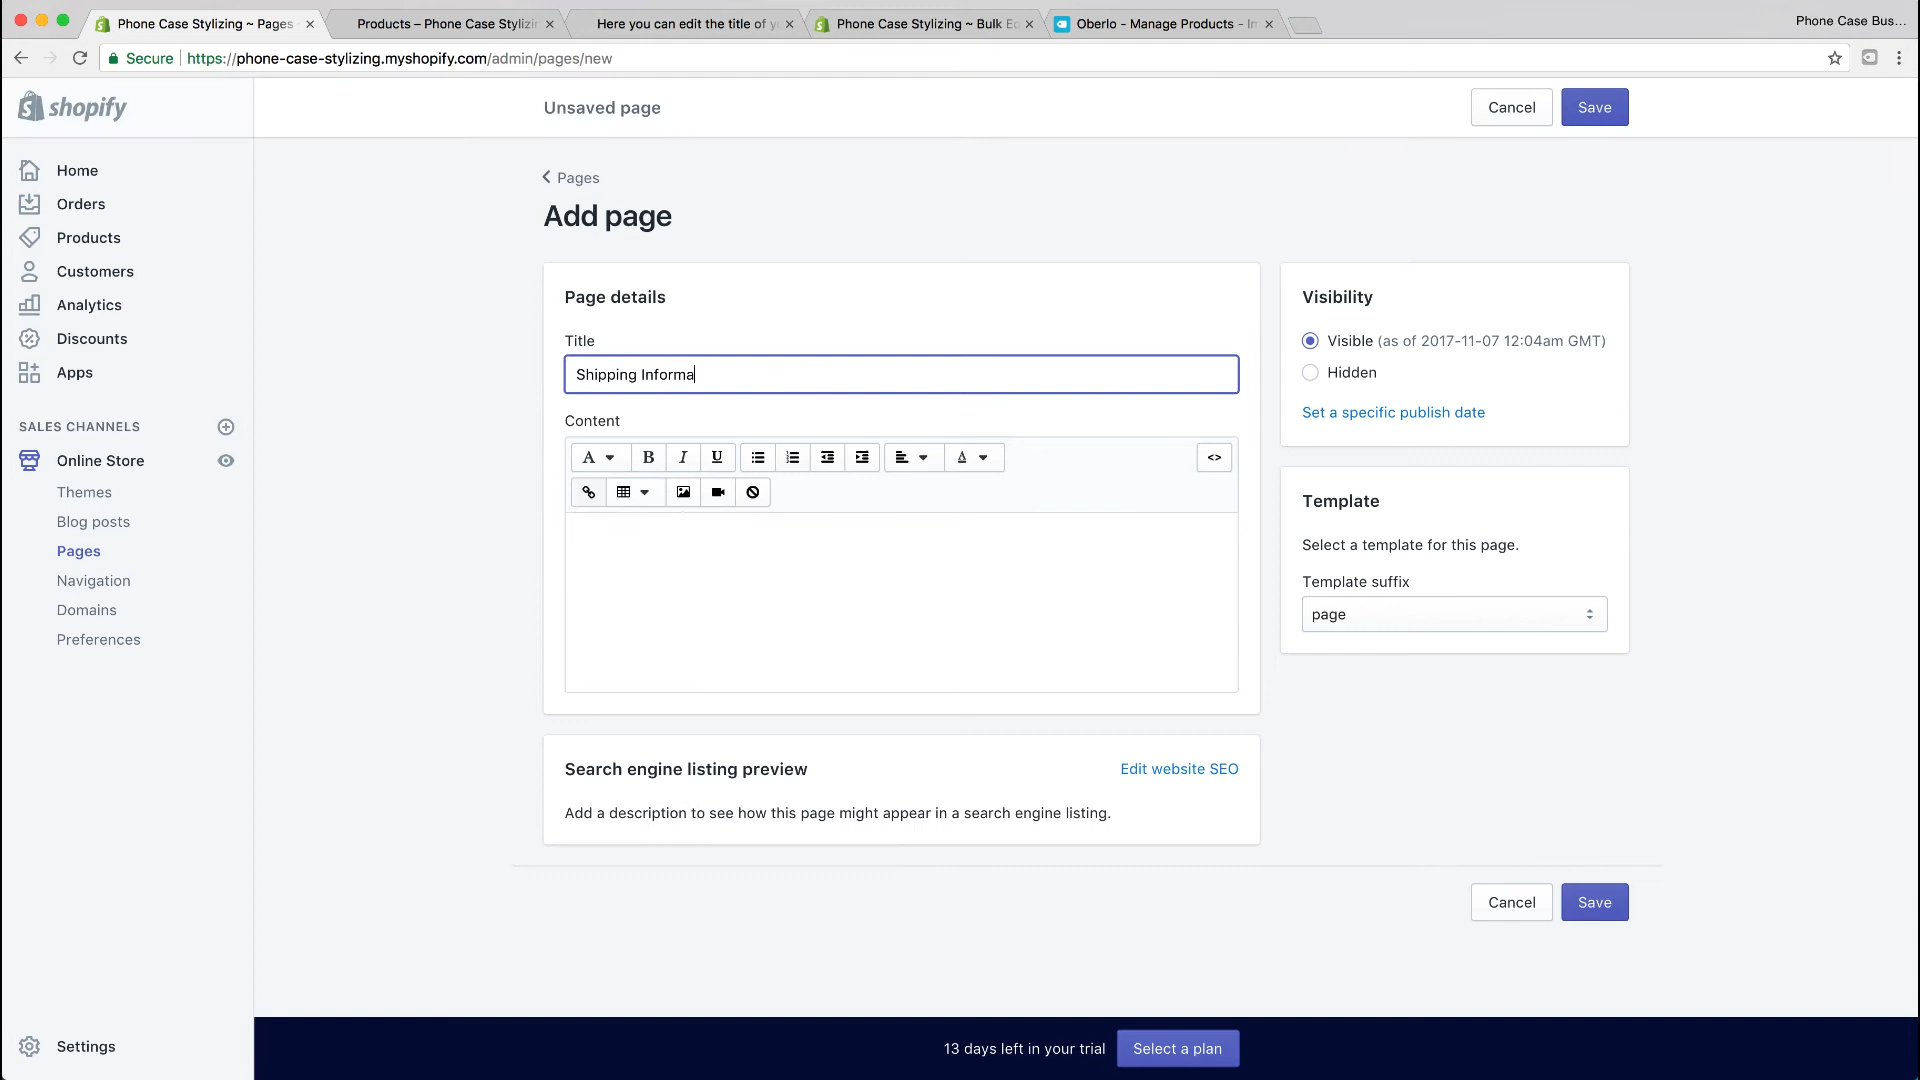 Phone Case Stylizing ~ Pages
Products – Phone Case Stylizin
Here you can edit the title of y
Phone Case Stylizing ~ Bulk Ed
Oberlo - Manage Products - Im
Phone Case Bus...
Secure https://phone-case-stylizing.myshopify.com/admin/pages/new
shopify
Unsaved page
Cancel
Save
Home
Orders
Products
Customers
Analytics
Discounts
Apps
SALES CHANNELS
Online Store
Themes
Blog posts
Pages
Navigation
Domains
Preferences
Settings
Pages
Add page
Page details
Title
Shipping Informa
Content
A B I U A <>
Search engine listing preview
Edit website SEO
Add a description to see how this page might appear in a search engine listing.
Visibility
Visible (as of 2017-11-07 12:04am GMT)
Hidden
Set a specific publish date
Template
Select a template for this page.
Template suffix
page
Cancel
Save
13 days left in your trial
Select a plan